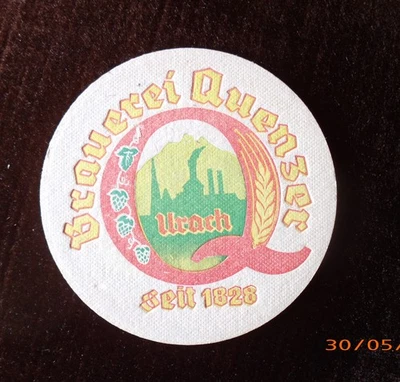 Brauerei Quenzer
Urach
seit 1828
30/05/